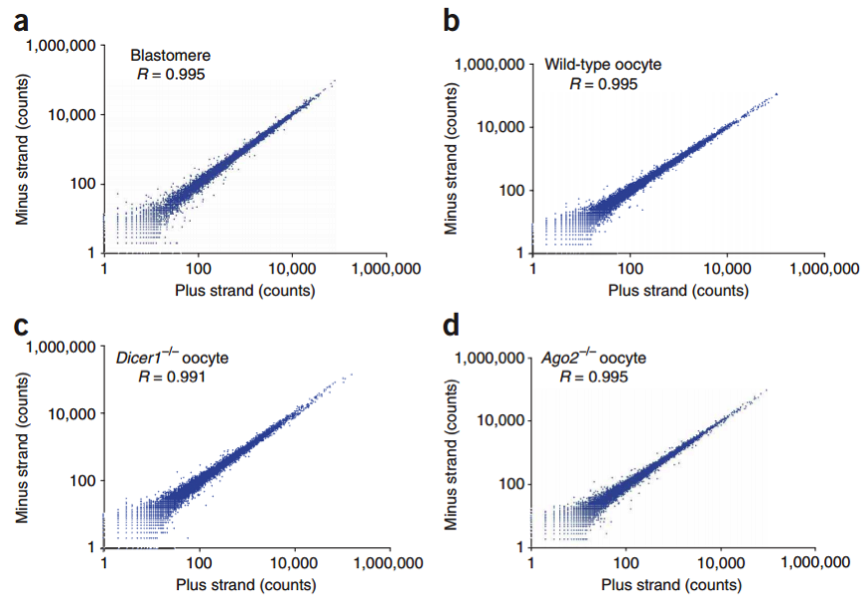 a
Blastomere
R = 0.995
1,000,000
10,000
100
1
Minus strand (counts)
1
100
10,000
1,000,000
Plus strand (counts)
b
Wild-type oocyte
R = 0.995
1,000,000
10,000
100
1
Minus strand (counts)
1
100
10,000
1,000,000
Plus strand (counts)
c
Dicer1–/– oocyte
R = 0.991
1,000,000
10,000
100
1
Minus strand (counts)
1
100
10,000
1,000,000
Plus strand (counts)
d
Ago2–/– oocyte
R = 0.995
1,000,000
10,000
100
1
Minus strand (counts)
1
100
10,000
1,000,000
Plus strand (counts)